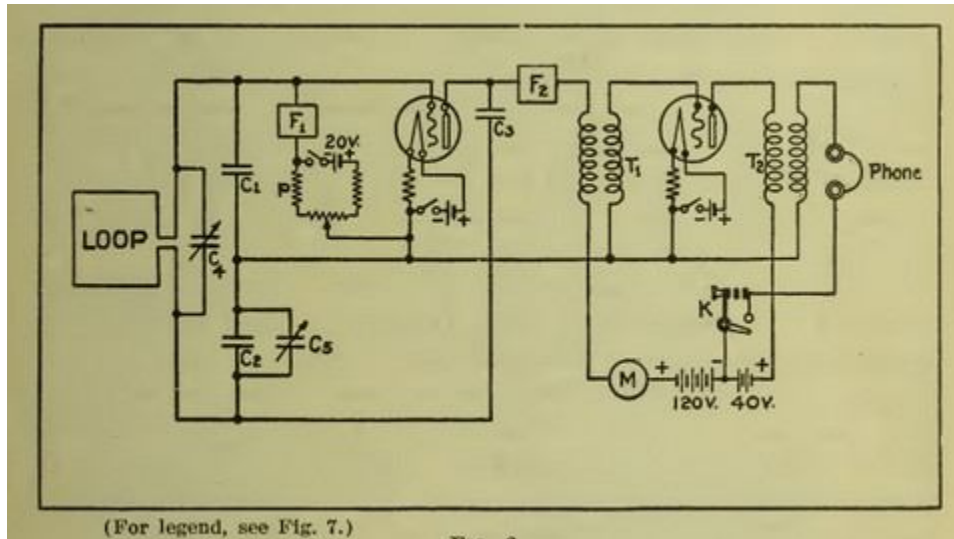 LOOP
C4
C1
F1
20V.
- +
P
- +
C3
F2
C2
C5
T1
- +
T2
Phone
K
M
+ - +
120V. 40V.
(For legend, see Fig. 7.)